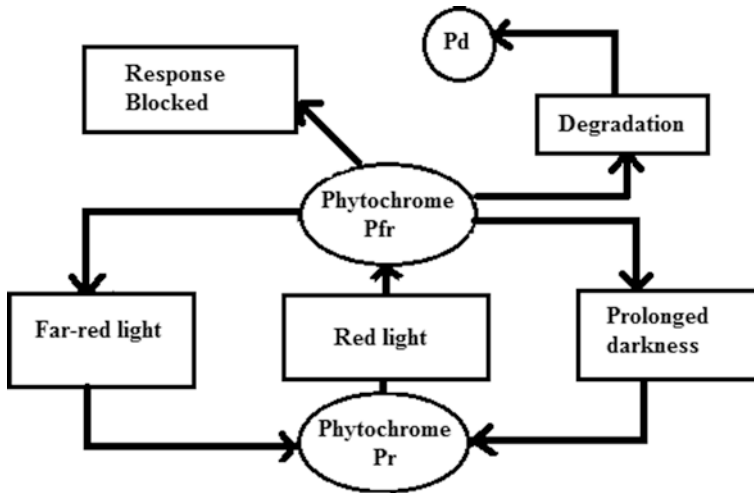 Pd
Response
Blocked
Degradation
Phytochrome
Pfr
Far-red light
Red light
Prolonged
darkness
Phytochrome
Pr